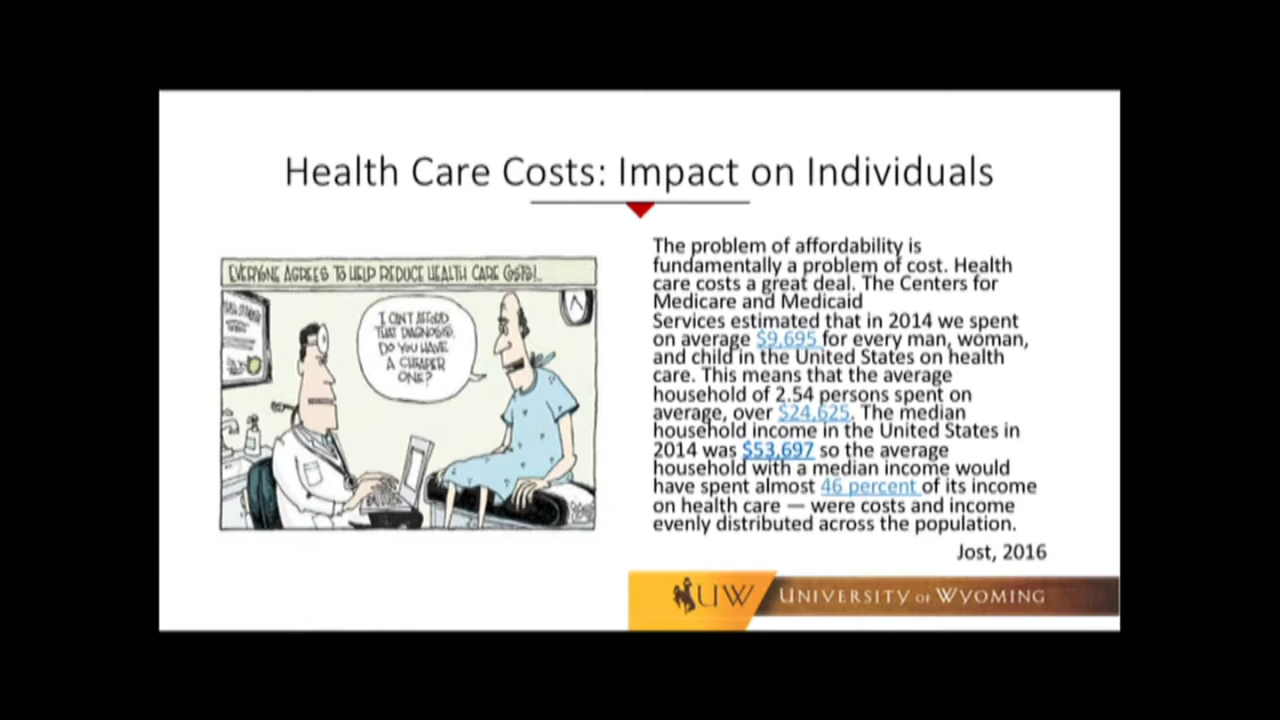 Health Care Costs: Impact on Individuals
EVERYONE AGREES TO HELP REDUCE HEALTH CARE COSTS!..
I CAN'T AFFORD
THAT DIAGNOSIS.
DO YOU HAVE
A CHEAPER
ONE?
The problem of affordability is
fundamentally a problem of cost. Health
care costs a great deal. The Centers for
Medicare and Medicaid
Services estimated that in 2014 we spent
on average $9,695 for every man, woman,
and child in the United States on health
care. This means that the average
household of 2.54 persons spent on
average, over $24,625. The median
household income in the United States in
2014 was $53,697 so the average
household with a median income would
have spent almost 46 percent of its income
on health care — were costs and income
evenly distributed across the population.
Jost, 2016
UW UNIVERSITY OF WYOMING